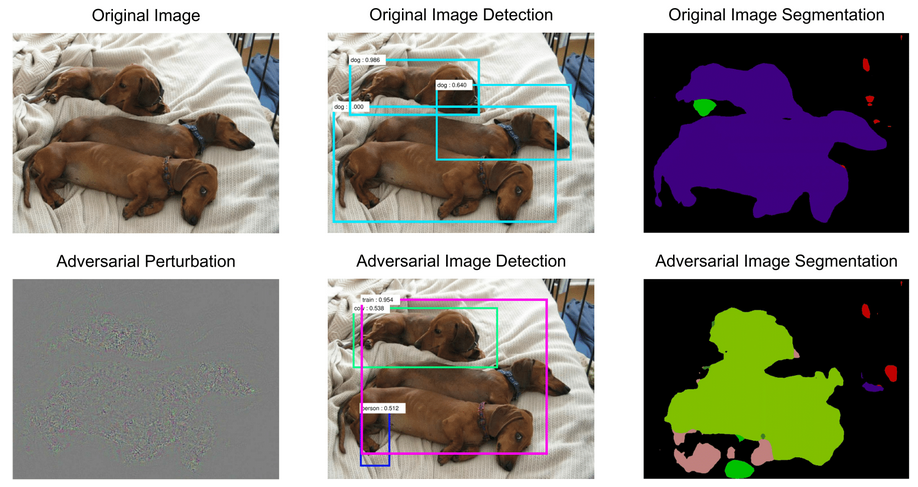 Original Image
Original Image Detection
Original Image Segmentation
dog : 0.986
dog : 0.640
dog : .000
Adversarial Perturbation
Adversarial Image Detection
Adversarial Image Segmentation
train : 0.954
: 0.538
person : 0.512